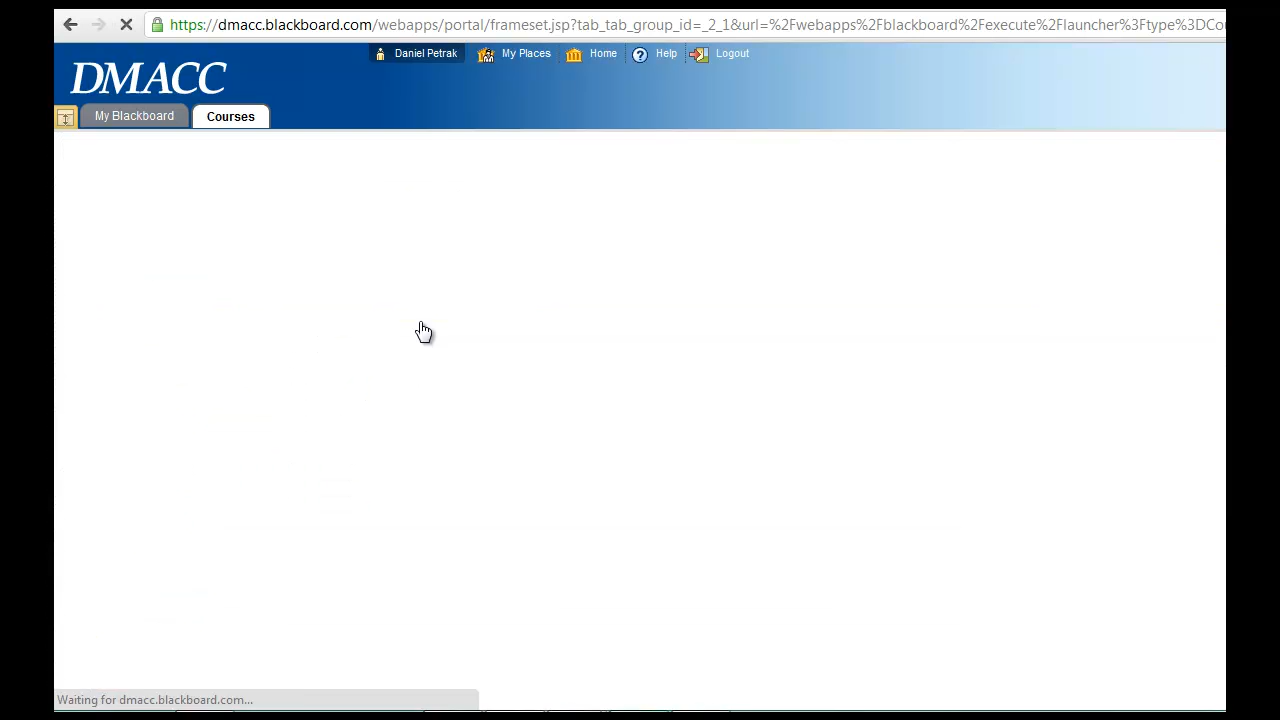 https://dmacc.blackboard.com/webapps/portal/frameset.jsp?tab_tab_group_id=_2_1&url=%2Fwebapps%2Fblackboard%2Fexecute%2Flauncher%3Ftype%3DCou
Daniel Petrak My Places Home ? Help Logout
DMACC
My Blackboard Courses
Waiting for dmacc.blackboard.com...